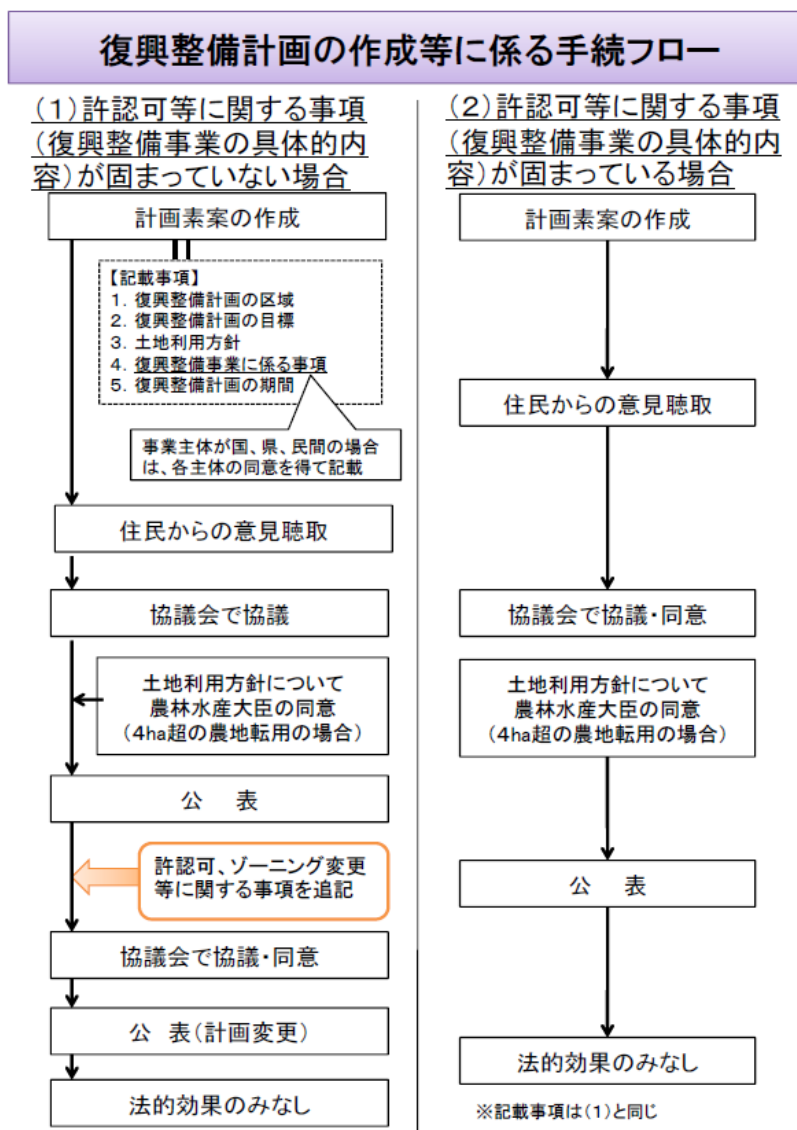 復興整備計画の作成等に係る手続フロー
(1)許認可等に関する事項
(復興整備事業の具体的内
容)が固まっていない場合
計画素案の作成
【記載事項】
1. 復興整備計画の区域
2. 復興整備計画の目標
3. 土地利用方針
4. 復興整備事業に係る事項
5. 復興整備計画の期間
事業主体が国、県、民間の場合
は、各主体の同意を得て記載
住民からの意見聴取
協議会で協議
土地利用方針について
農林水産大臣の同意
(4ha超の農地転用の場合)
公 表
許認可、ゾーニング変更
等に関する事項を追記
協議会で協議・同意
公 表(計画変更)
法的効果のみなし
(2)許認可等に関する事項
(復興整備事業の具体的内
容)が固まっている場合
計画素案の作成
住民からの意見聴取
協議会で協議・同意
土地利用方針について
農林水産大臣の同意
(4ha超の農地転用の場合)
公 表
法的効果のみなし
※記載事項は(1)と同じ